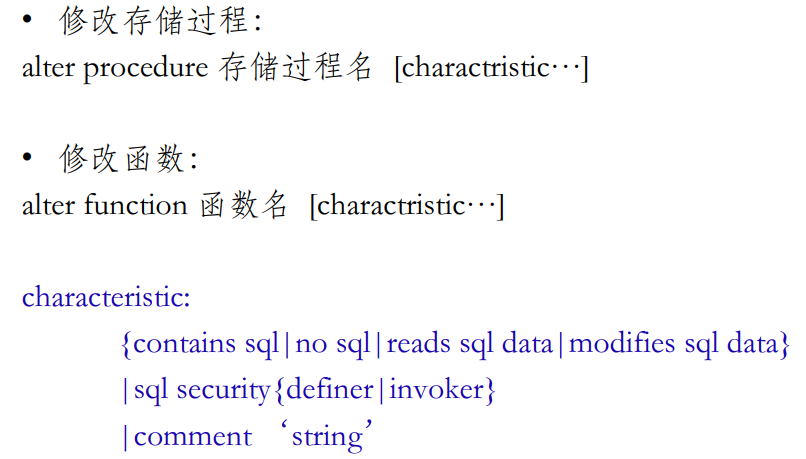 • 修改存储过程：
alter procedure 存储过程名 [charactristic…]
• 修改函数：
alter function 函数名 [charactristic…]
characteristic:
{contains sql|no sql|reads sql data|modifies sql data}
|sql security{definer|invoker}
|comment ‘string’